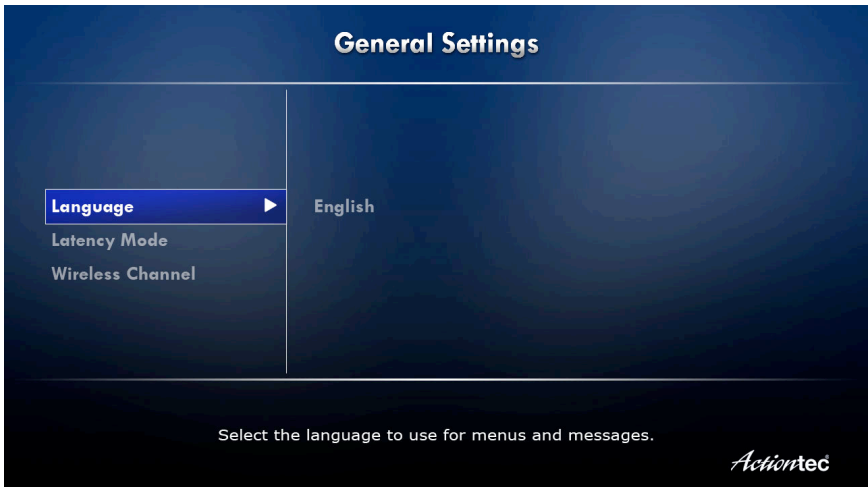 General Settings
Language
English
Latency Mode
Wireless Channel
Select the language to use for menus and messages.
Actiontec